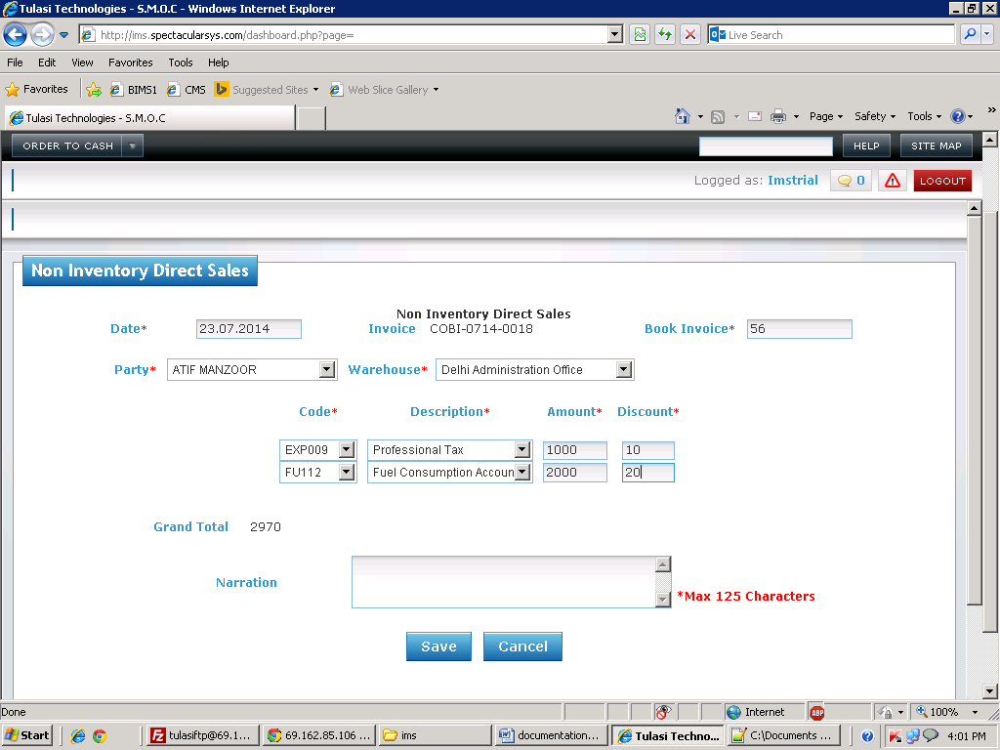 Tulasi Technologies - S.M.O.C - Windows Internet Explorer
http://ims.spectacularsys.com/dashboard.php?page=
Live Search
File Edit View Favorites Tools Help
Favorites BIMS1 CMS Suggested Sites Web Slice Gallery
Tulasi Technologies - S.M.O.C
Page Safety Tools »
ORDER TO CASH HELP SITE MAP
Logged as: Imstrial 0 LOGOUT
Non Inventory Direct Sales
Non Inventory Direct Sales
Date* 23.07.2014 Invoice COBI-0714-0018 Book Invoice* 56
Party* ATIF MANZOOR Warehouse* Delhi Administration Office
Code* Description* Amount* Discount*
EXP009 Professional Tax 1000 10
FU112 Fuel Consumption Accoun 2000 20
Grand Total 2970
Narration
*Max 125 Characters
Save Cancel
Done Internet ABP 100%
Start tulasiftp@69.1... 69.162.85.106 ... ims documentation... Tulasi Techno... C:\Documents ... 4:01 PM